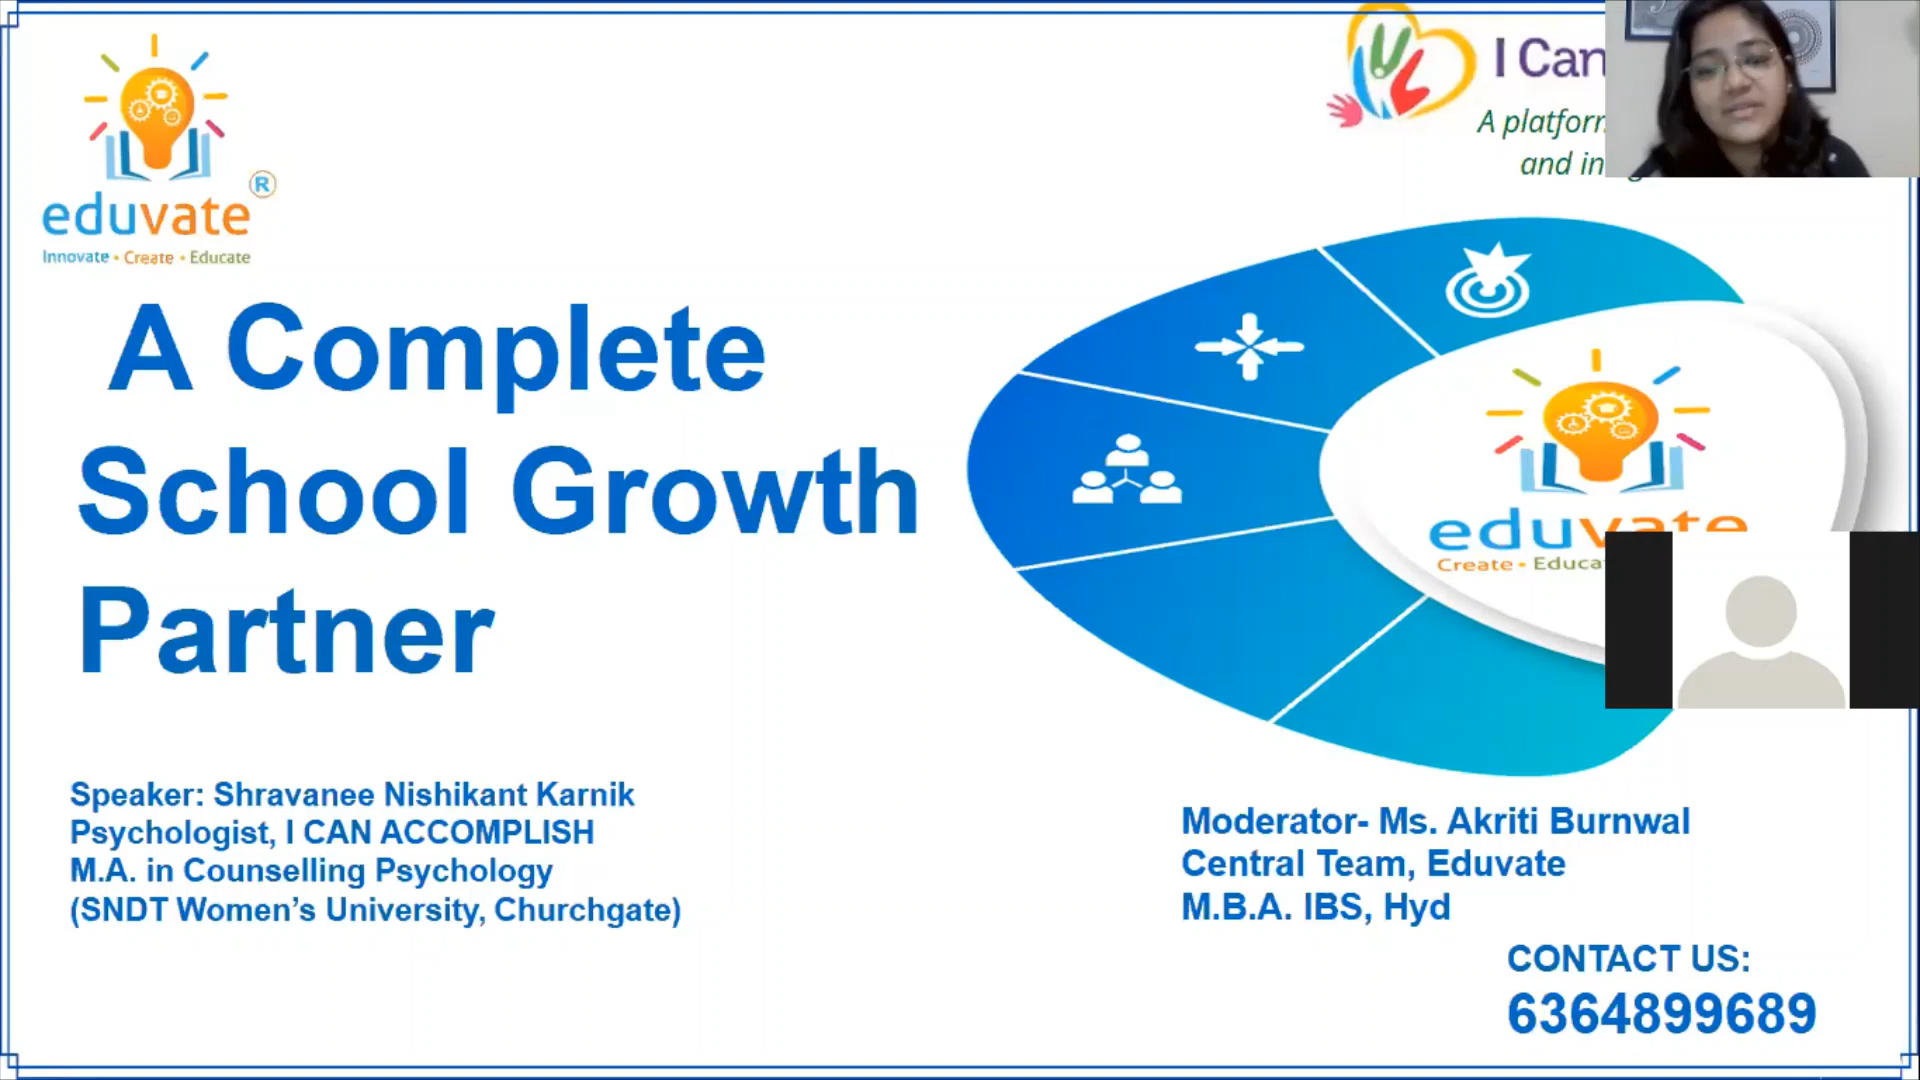 eduvate ®
Innovate • Create • Educate
I Can
A platform
and in
A Complete
School Growth
Partner
eduvate
Create • Educa
Speaker: Shravanee Nishikant Karnik
Psychologist, I CAN ACCOMPLISH
M.A. in Counselling Psychology
(SNDT Women’s University, Churchgate)
Moderator- Ms. Akriti Burnwal
Central Team, Eduvate
M.B.A. IBS, Hyd
CONTACT US:
6364899689